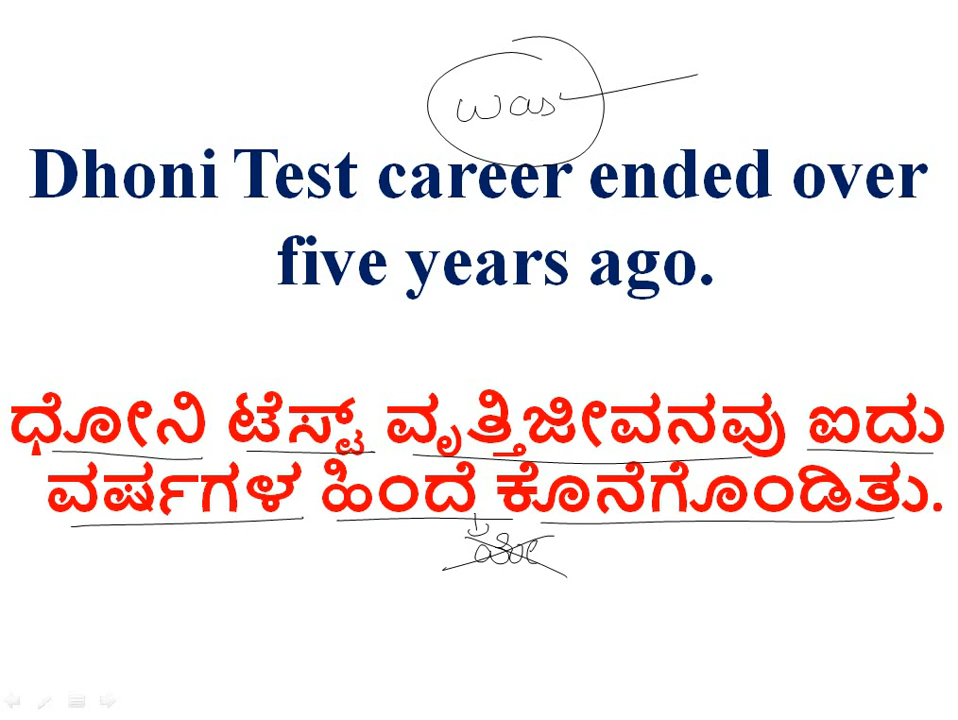 was
Dhoni Test career ended over
five years ago.
ಧೋನಿ ಟೆಸ್ಟ್ ವೃತ್ತಿಜೀವನವು ಐದು
ವರ್ಷಗಳ ಹಿಂದೆ ಕೊನೆಗೊಂಡಿತು.